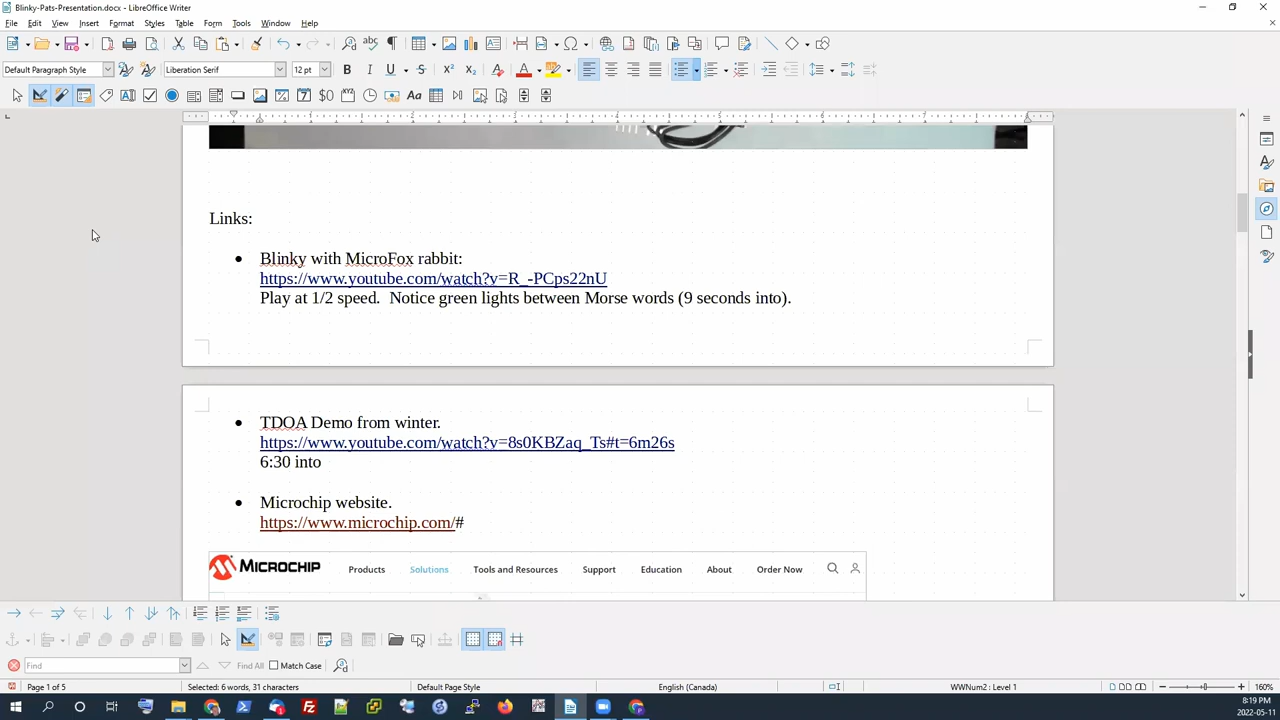 Blinky-Pats-Presentation.docx - LibreOffice Writer
File Edit View Insert Format Styles Table Form Tools Window Help
Default Paragraph Style Liberation Serif 12 pt
Links:
Blinky with MicroFox rabbit:
https://www.youtube.com/watch?v=R_-PCps22nU
Play at 1/2 speed.  Notice green lights between Morse words (9 seconds into).
TDOA Demo from winter.
https://www.youtube.com/watch?v=8s0KBZaq_Ts#t=6m26s
6:30 into
Microchip website.
https://www.microchip.com/#
MICROCHIP Products Solutions Tools and Resources Support Education About Order Now
Find Find All Match Case
Page 1 of 5 Selected: 6 words, 31 characters Default Page Style English (Canada) WWNum2 : Level 1 160%
8:19 PM
2022-05-11